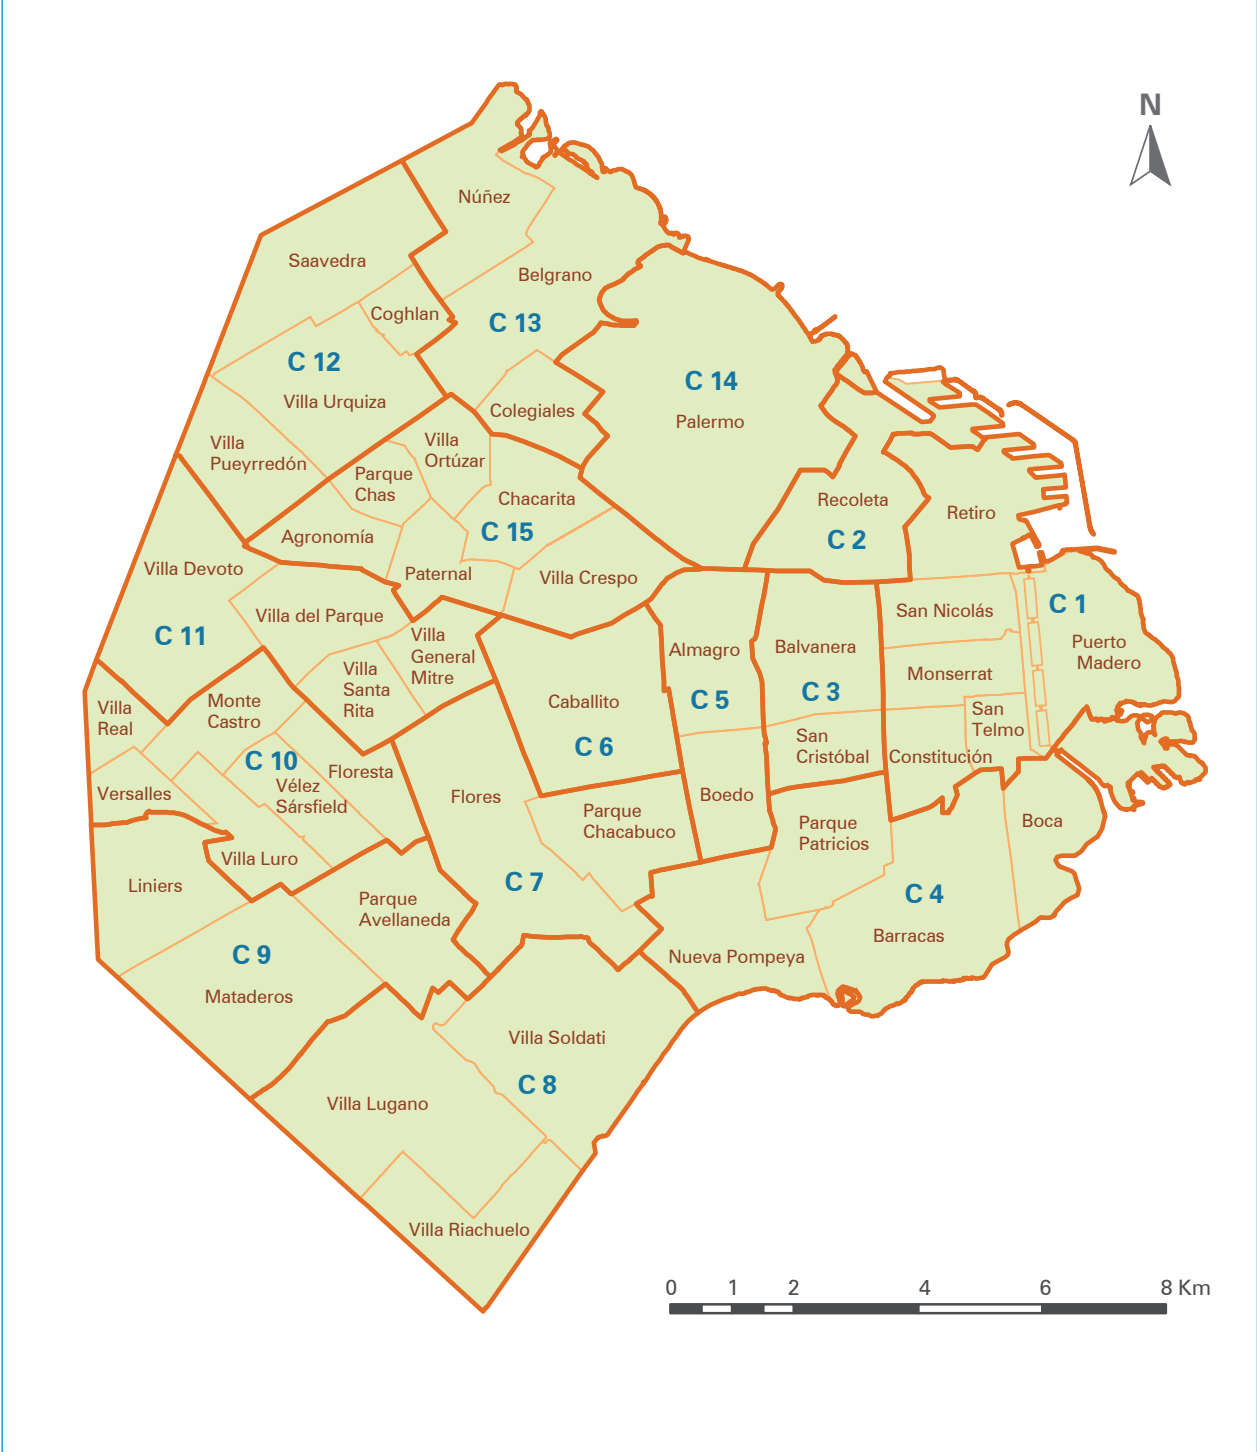 N
Núñez
Saavedra
Belgrano
Coghlan
C 13
C 12
C 14
Villa Urquiza
Colegiales
Palermo
Villa
Pueyrredón
Villa
Ortúzar
Parque
Chas
Chacarita
Recoleta
Retiro
Agronomía
C 15
C 2
Villa Devoto
Paternal
Villa Crespo
C 1
San Nicolás
Villa del Parque
C 11
Villa
General
Mitre
Almagro
Balvanera
Puerto
Madero
Villa
Santa
Rita
Monserrat
Villa
Real
Monte
Castro
Caballito
C 5
C 3
San
Telmo
C 6
San
Cristóbal
Constitución
C 10
Floresta
Versalles
Vélez
Sársfield
Flores
Boedo
Parque
Chacabuco
Parque
Patricios
Boca
Villa Luro
Liniers
C 7
C 4
Parque
Avellaneda
Barracas
C 9
Nueva Pompeya
Mataderos
Villa Soldati
C 8
Villa Lugano
Villa Riachuelo
0 1 2 4 6 8 Km